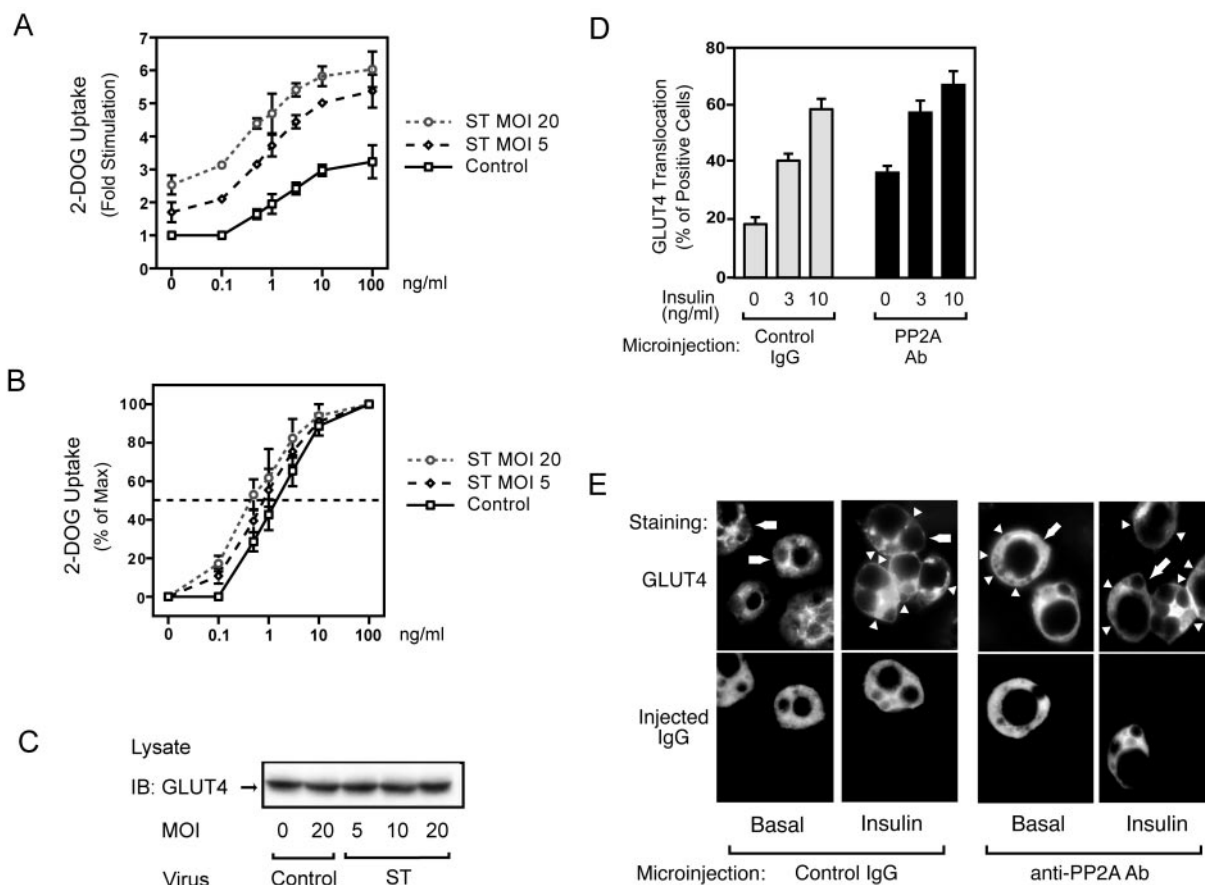 A
2-DOG Uptake
(Fold Stimulation)
7
6
5
4
3
2
1
0
0 0.1 1 10 100 ng/ml
ST MOI 20
ST MOI 5
Control
B
2-DOG Uptake
(% of Max)
100
80
60
40
20
0
0 0.1 1 10 100 ng/ml
ST MOI 20
ST MOI 5
Control
C
Lysate
IB: GLUT4 →
MOI 0 20 5 10 20
Virus Control ST
D
GLUT4 Translocation
(% of Positive Cells)
80
60
40
20
0
Insulin 0 3 10 0 3 10
(ng/ml)
Microinjection: Control IgG PP2A Ab
E
Staining:
GLUT4
Injected
IgG
Basal Insulin Basal Insulin
Microinjection: Control IgG anti-PP2A Ab